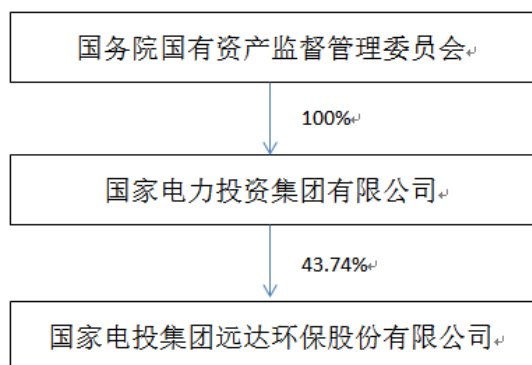 国务院国有资产监督管理委员会
100%
国家电力投资集团有限公司
43.74%
国家电投集团远达环保股份有限公司